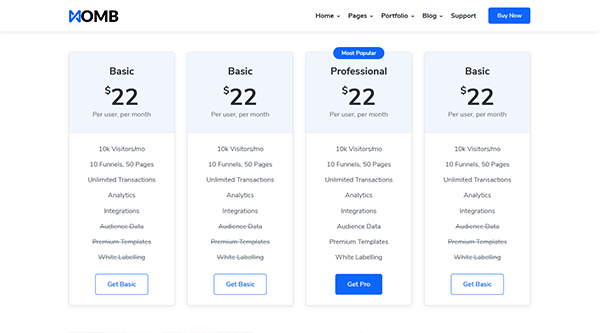 XOMB
Home Pages Portfolio Blog Support Buy Now
Basic
$22
Per user, per month
10k Visitors/mo
10 Funnels, 50 Pages
Unlimited Transactions
Analytics
Integrations
Audience Data
Premium Templates
White Labelling
Get Basic
Basic
$22
Per user, per month
10k Visitors/mo
10 Funnels, 50 Pages
Unlimited Transactions
Analytics
Integrations
Audience Data
Premium Templates
White Labelling
Get Basic
Most Popular
Professional
$22
Per user, per month
10k Visitors/mo
10 Funnels, 50 Pages
Unlimited Transactions
Analytics
Integrations
Audience Data
Premium Templates
White Labelling
Get Pro
Basic
$22
Per user, per month
10k Visitors/mo
10 Funnels, 50 Pages
Unlimited Transactions
Analytics
Integrations
Audience Data
Premium Templates
White Labelling
Get Basic